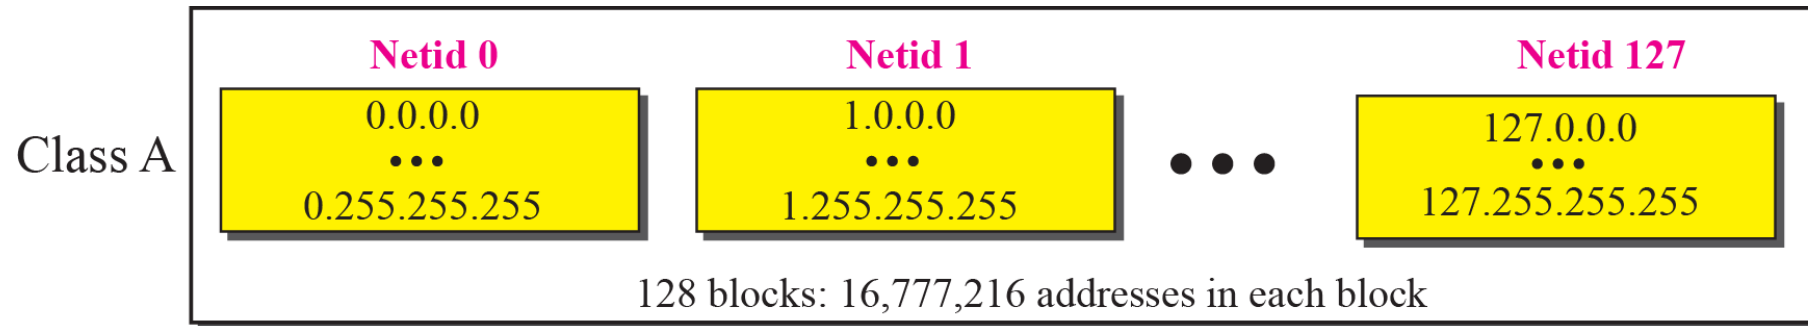 Netid 0
Netid 1
Netid 127
Class A
0.0.0.0
•••
0.255.255.255
1.0.0.0
•••
1.255.255.255
•••
127.0.0.0
•••
127.255.255.255
128 blocks: 16,777,216 addresses in each block